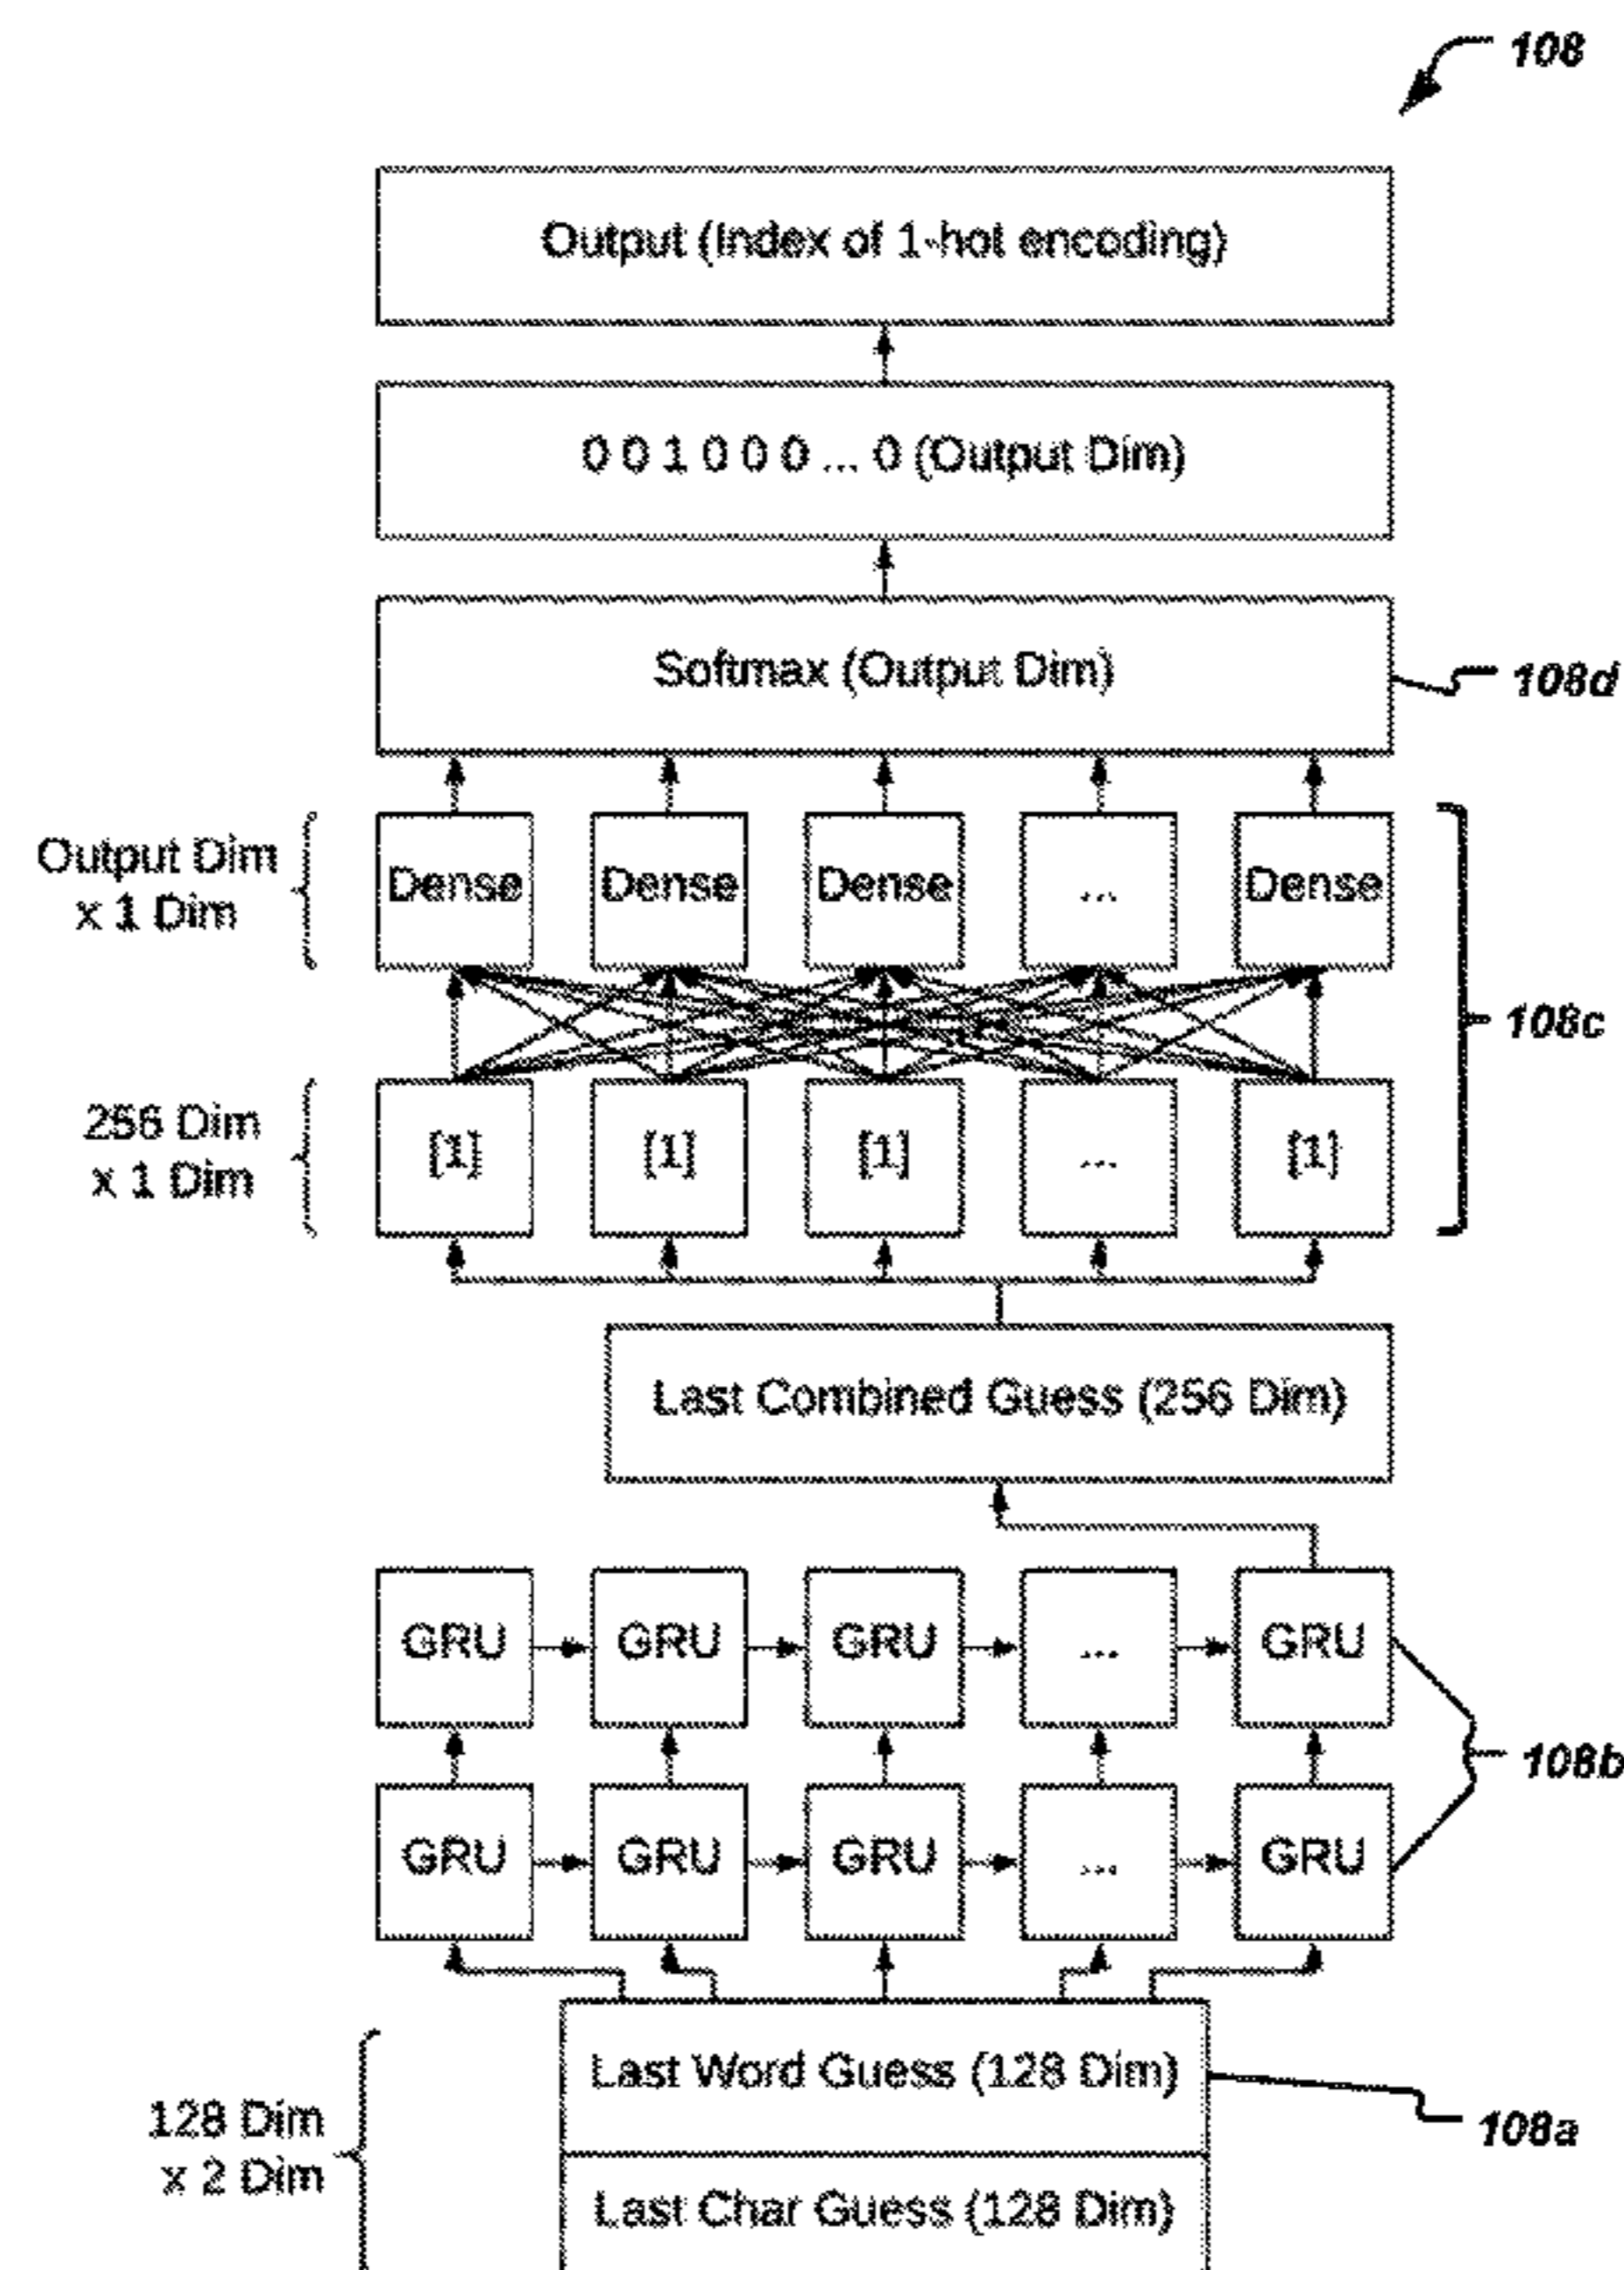 108
Output (Index of 1-hot encoding)
0 0 1 0 0 0 ... 0 (Output Dim)
Softmax (Output Dim)
108d
Output Dim
x 1 Dim
Dense Dense Dense ... Dense
108c
256 Dim
x 1 Dim
[1] [1] [1] ... [1]
Last Combined Guess (256 Dim)
GRU GRU GRU ... GRU
108b
GRU GRU GRU ... GRU
128 Dim
x 2 Dim
Last Word Guess (128 Dim)
108a
Last Char Guess (128 Dim)